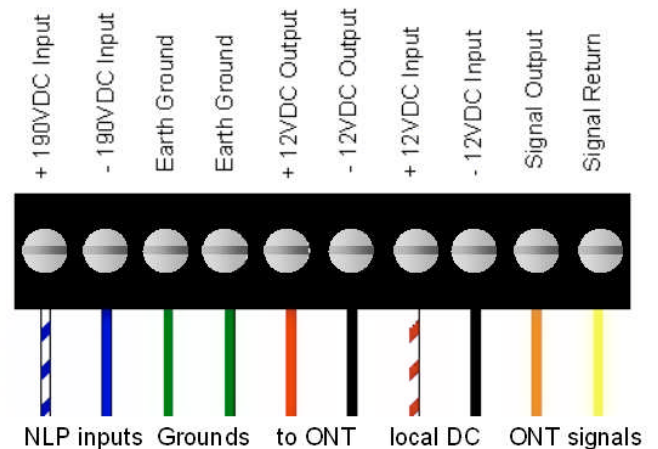 + 190VDC Input
- 190VDC Input
Earth Ground
Earth Ground
+ 12VDC Output
- 12VDC Output
+ 12VDC Input
- 12VDC Input
Signal Output
Signal Return
NLP inputs
Grounds
to ONT
local DC
ONT signals